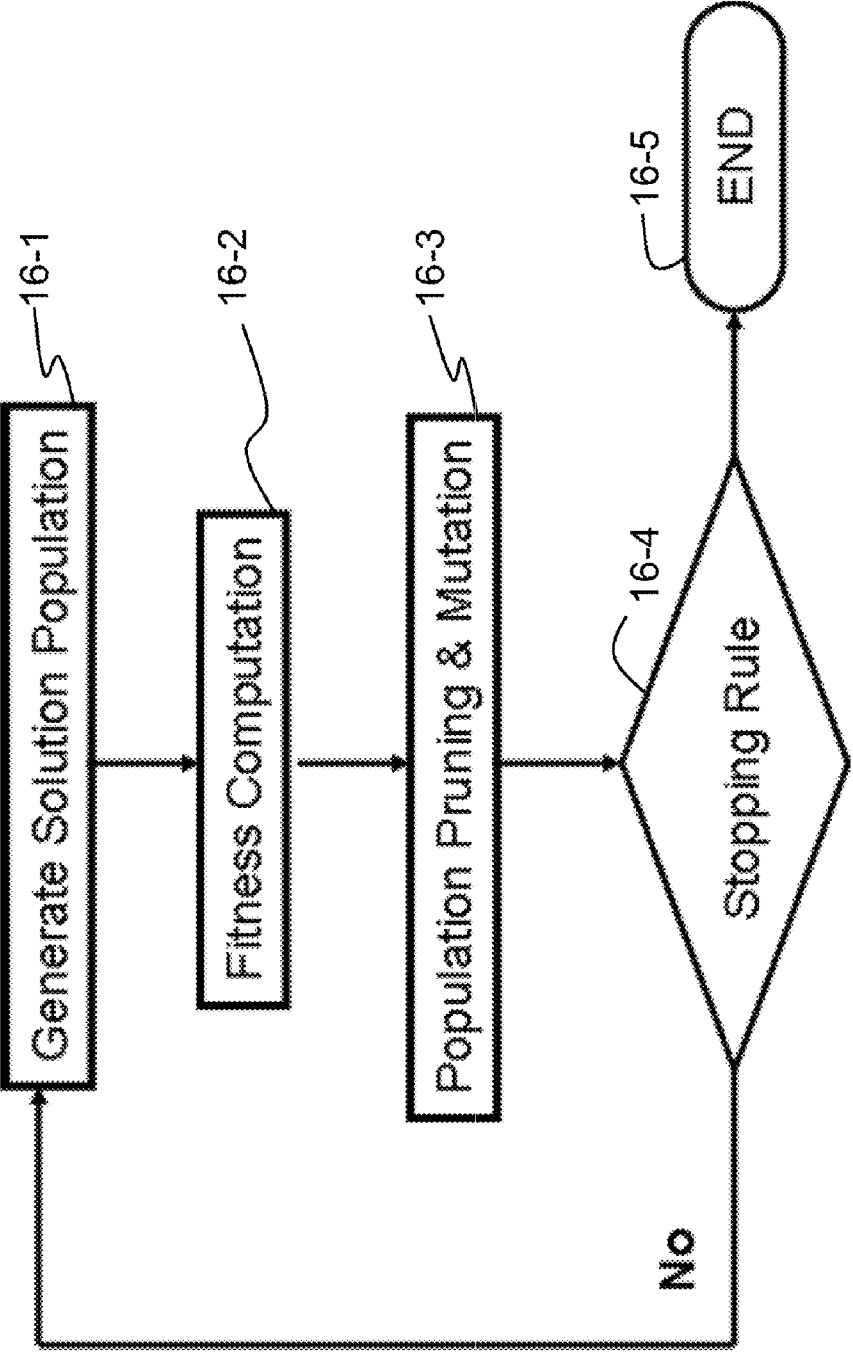 Generate Solution Population
16-1
Fitness Computation
16-2
Population Pruning & Mutation
16-3
Stopping Rule
16-4
No
END
16-5